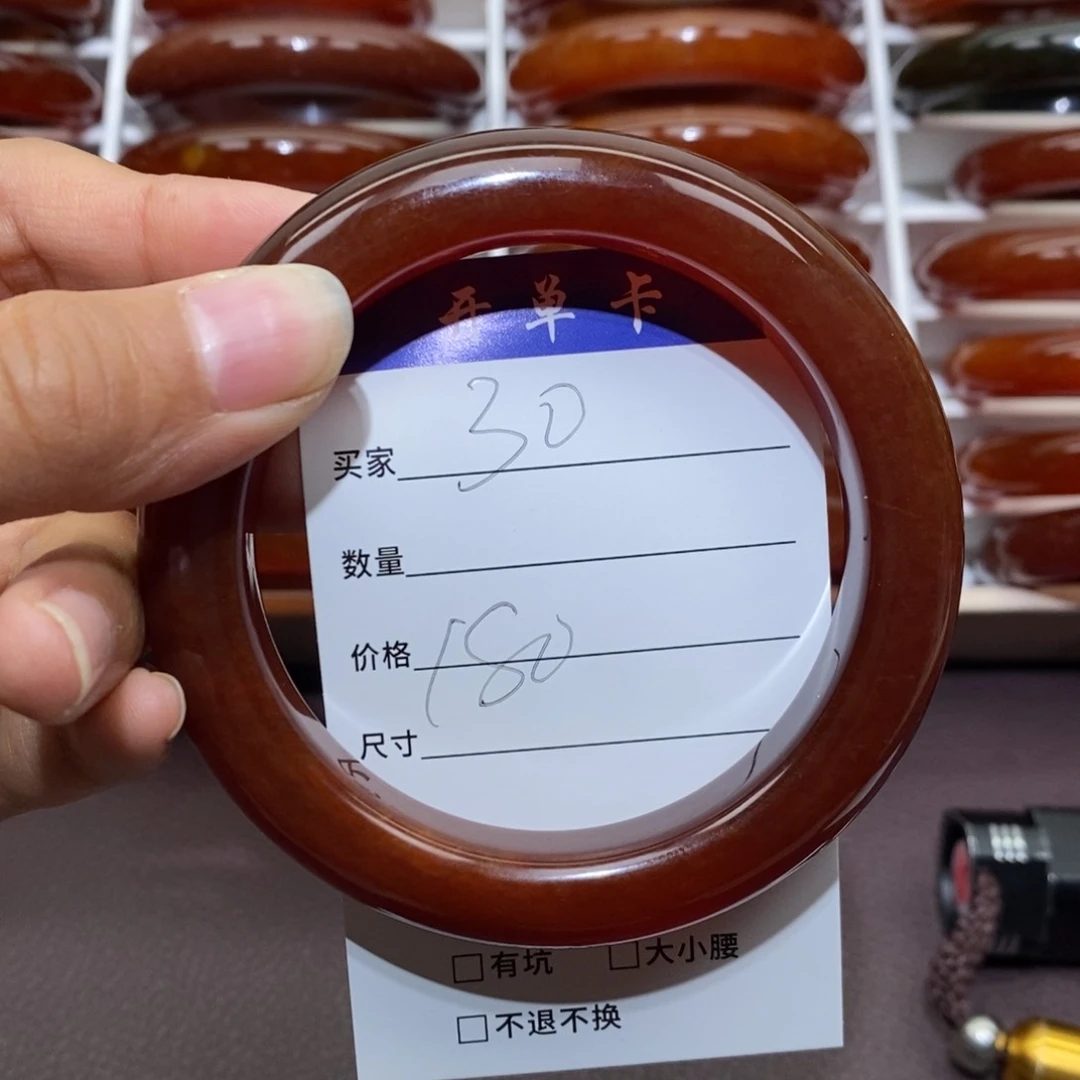 开单卡
买家 30
数量
价格 180
尺寸
□有坑 □大小腰
□不退不换